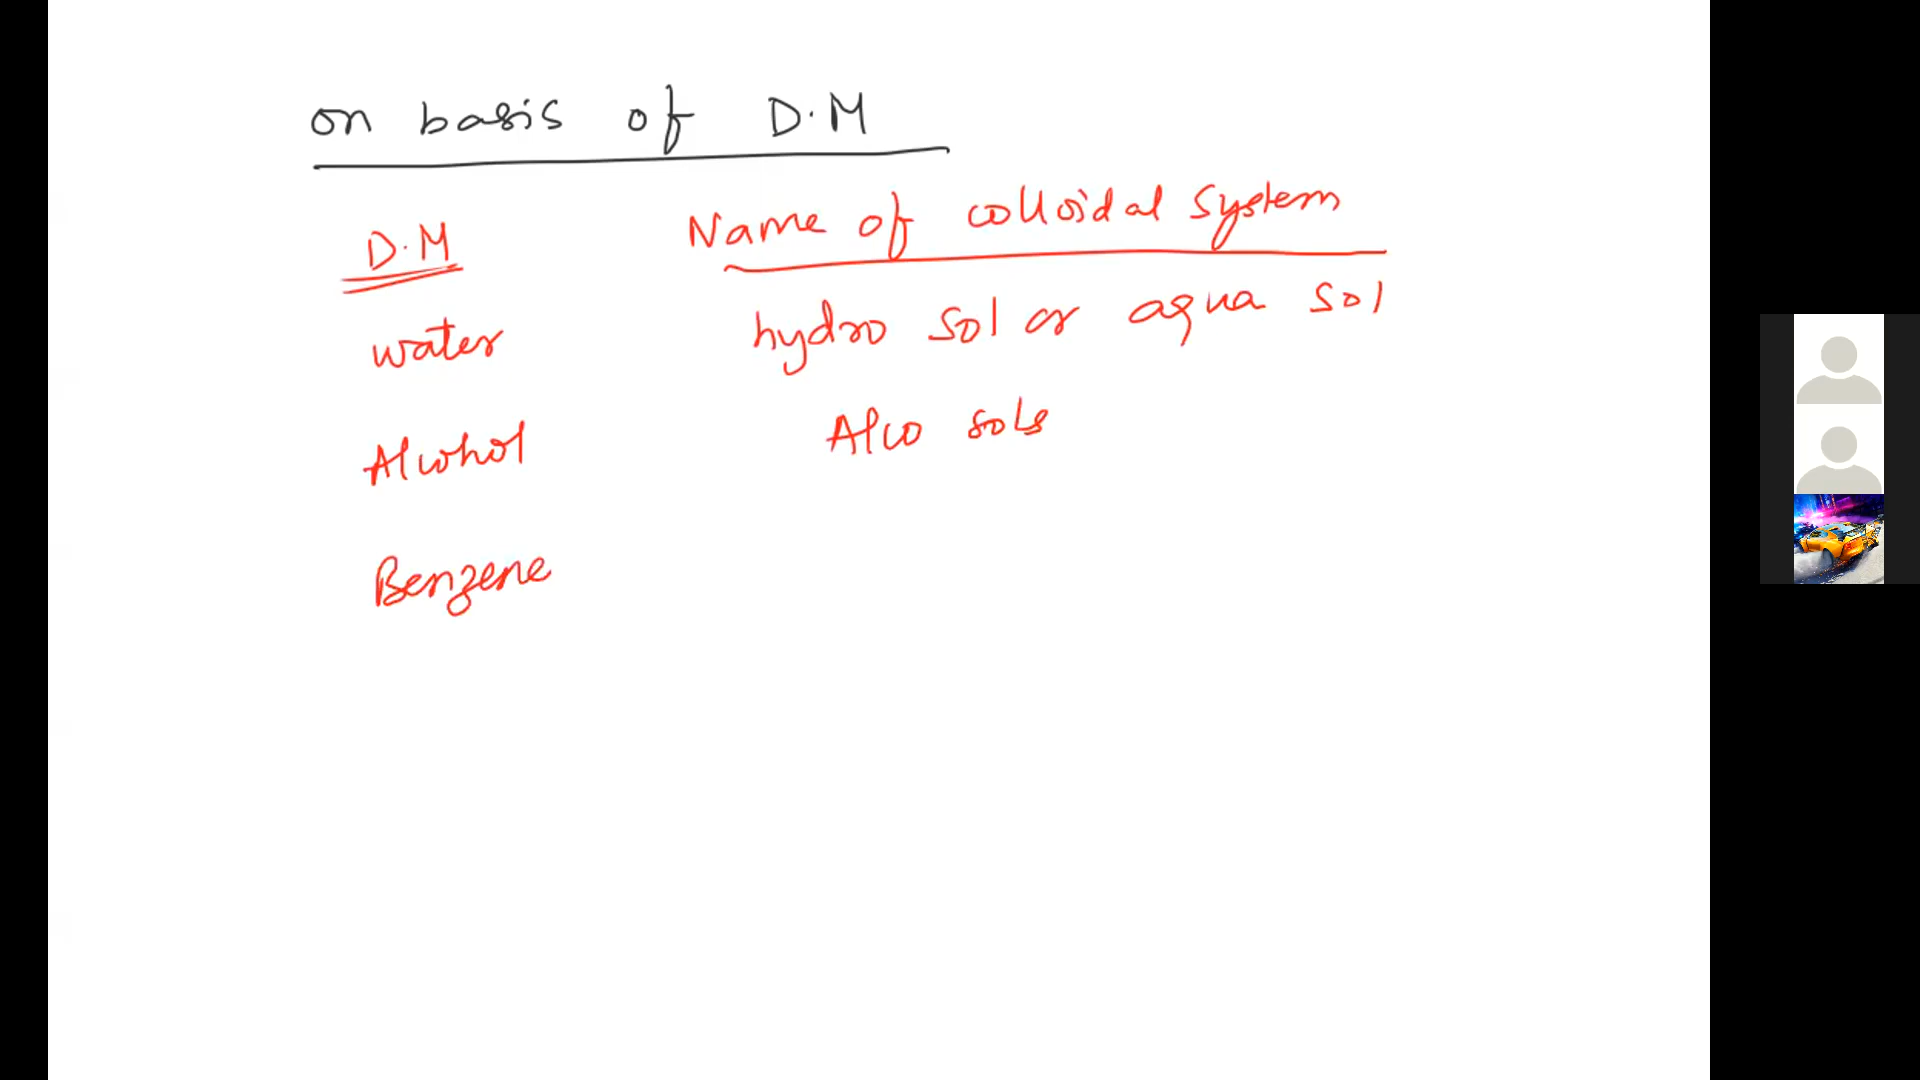 on basis of D.M
D.M Name of colloidal system
water hydro sol or aqua sol
Alcohol Alco sols
Benzene